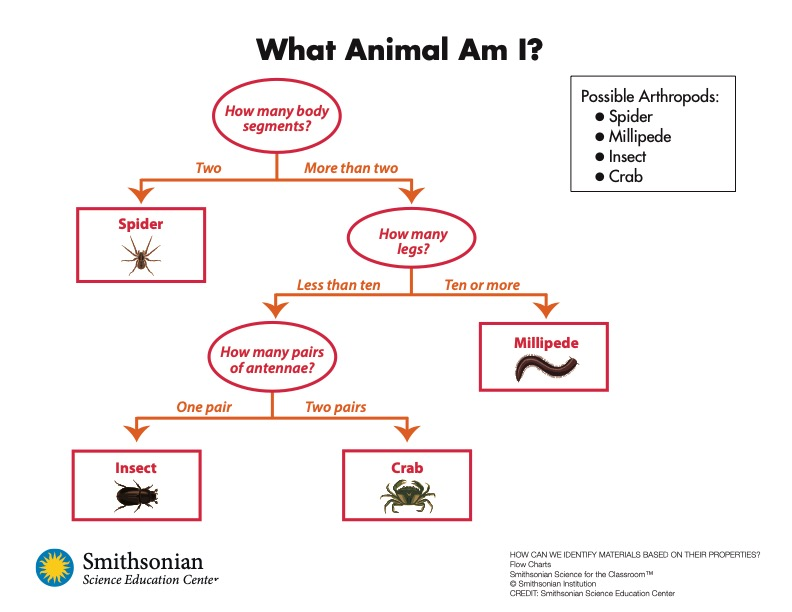 What Animal Am I?
How many body
segments?
Possible Arthropods:
● Spider
● Millipede
● Insect
● Crab
Two
More than two
Spider
How many
legs?
Less than ten
Ten or more
How many pairs
of antennae?
Millipede
One pair
Two pairs
Insect
Crab
Smithsonian
Science Education Center
HOW CAN WE IDENTIFY MATERIALS BASED ON THEIR PROPERTIES?
Flow Charts
Smithsonian Science for the Classroom™
© Smithsonian Institution
CREDIT: Smithsonian Science Education Center